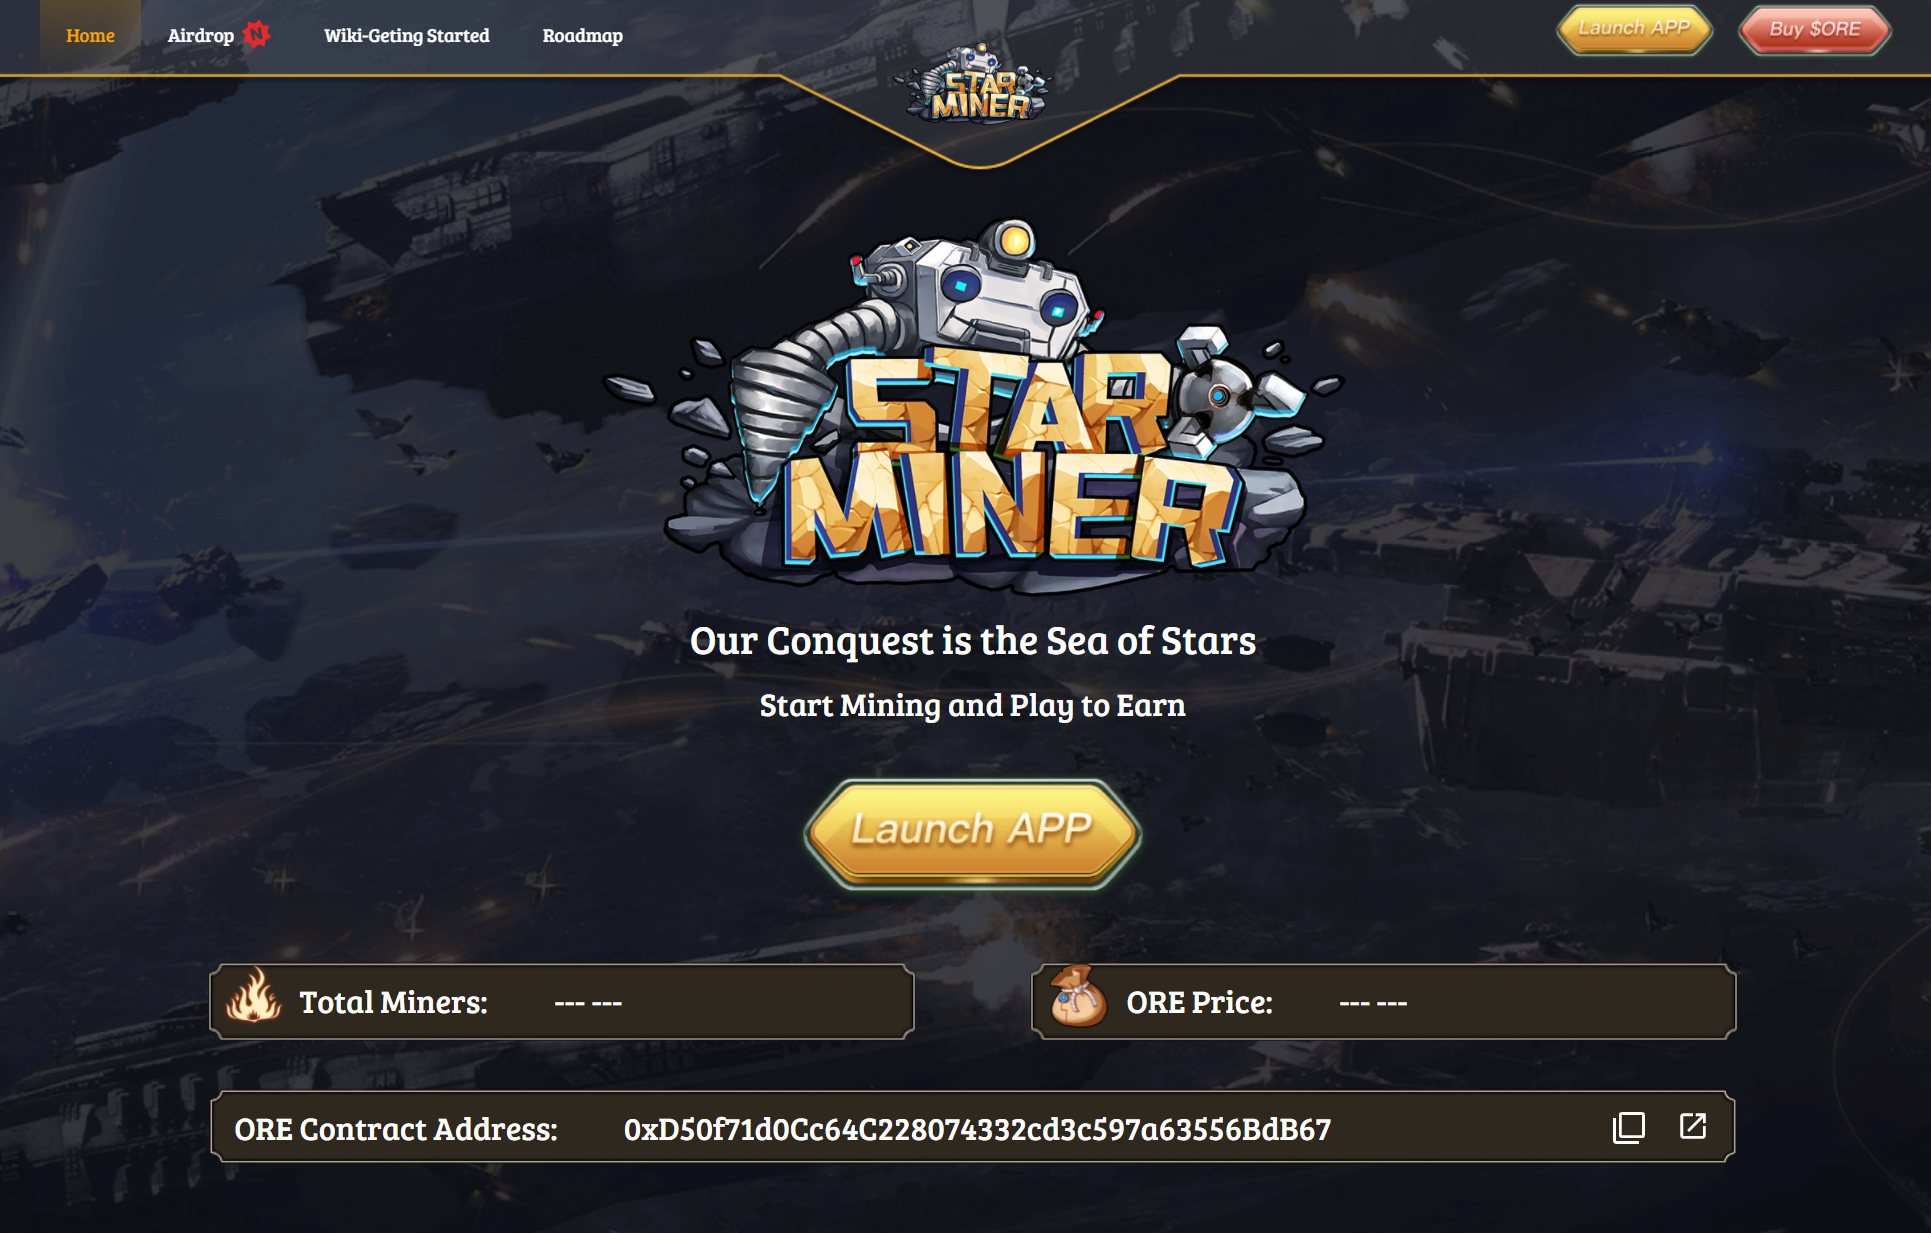 Home
Airdrop N
Wiki-Geting Started
Roadmap
Launch APP
Buy $ORE
STAR
MINER
STAR
MINER
Our Conquest is the Sea of Stars
Start Mining and Play to Earn
Launch APP
Total Miners: --- ---
ORE Price: --- ---
ORE Contract Address: 0xD50f71d0Cc64C228074332cd3c597a63556BdB67